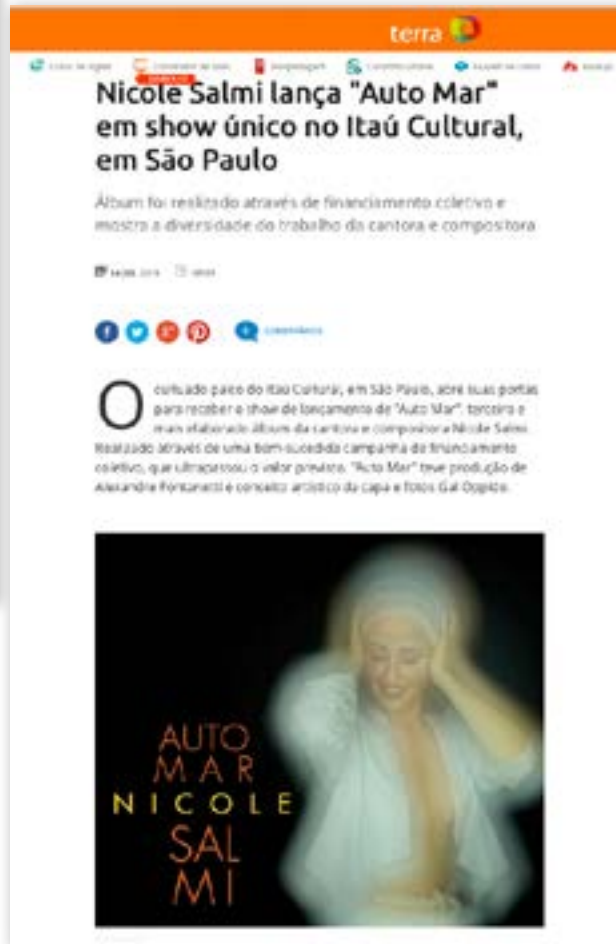 terra
Nicole Salmi lança "Auto Mar"
em show único no Itaú Cultural,
em São Paulo
Álbum foi realizado através de financiamento coletivo e
mostra a diversidade do trabalho da cantora e compositora
O cultuado palco do Itaú Cultural, em São Paulo, abre suas portas
para receber o show de lançamento de "Auto Mar", terceiro e
mais elaborado álbum da cantora e compositora Nicole Salmi.
Realizado através de uma bem-sucedida campanha de financiamento
coletivo, que ultrapassou o valor previsto, "Auto Mar" teve produção de
Alexandre Fontanetti e conceito artístico da capa e fotos Gal Oppido.
AUTO
MAR
NICOLE
SAL
MI